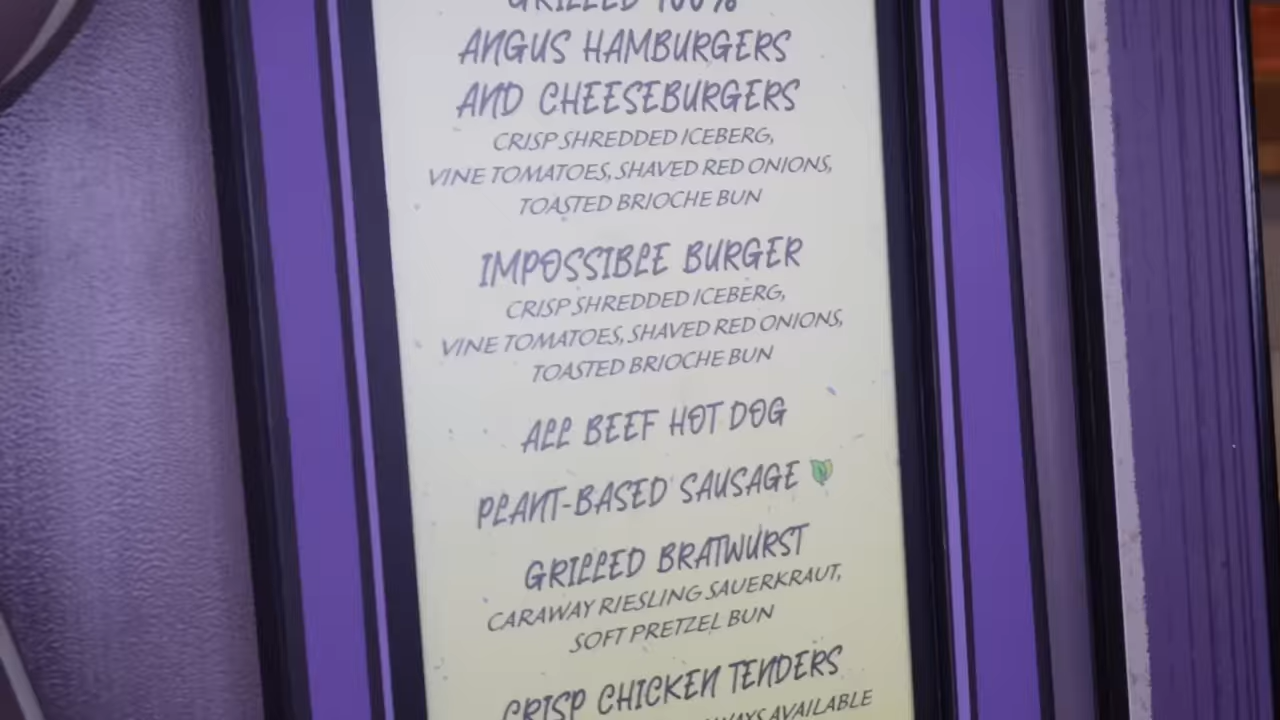 GRILLED 100%
ANGUS HAMBURGERS
AND CHEESEBURGERS
CRISP SHREDDED ICEBERG,
VINE TOMATOES, SHAVED RED ONIONS,
TOASTED BRIOCHE BUN
IMPOSSIBLE BURGER
CRISP SHREDDED ICEBERG,
VINE TOMATOES, SHAVED RED ONIONS,
TOASTED BRIOCHE BUN
ALL BEEF HOT DOG
PLANT-BASED SAUSAGE
GRILLED BRATWURST
CARAWAY RIESLING SAUERKRAUT,
SOFT PRETZEL BUN
CRISP CHICKEN TENDERS
AVAILABLE